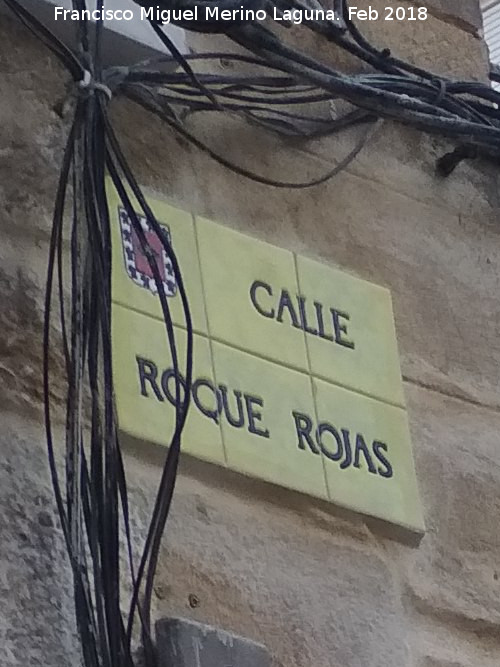 Francisco Miguel Merino Laguna. Feb 2018
CALLE
ROQUE ROJAS